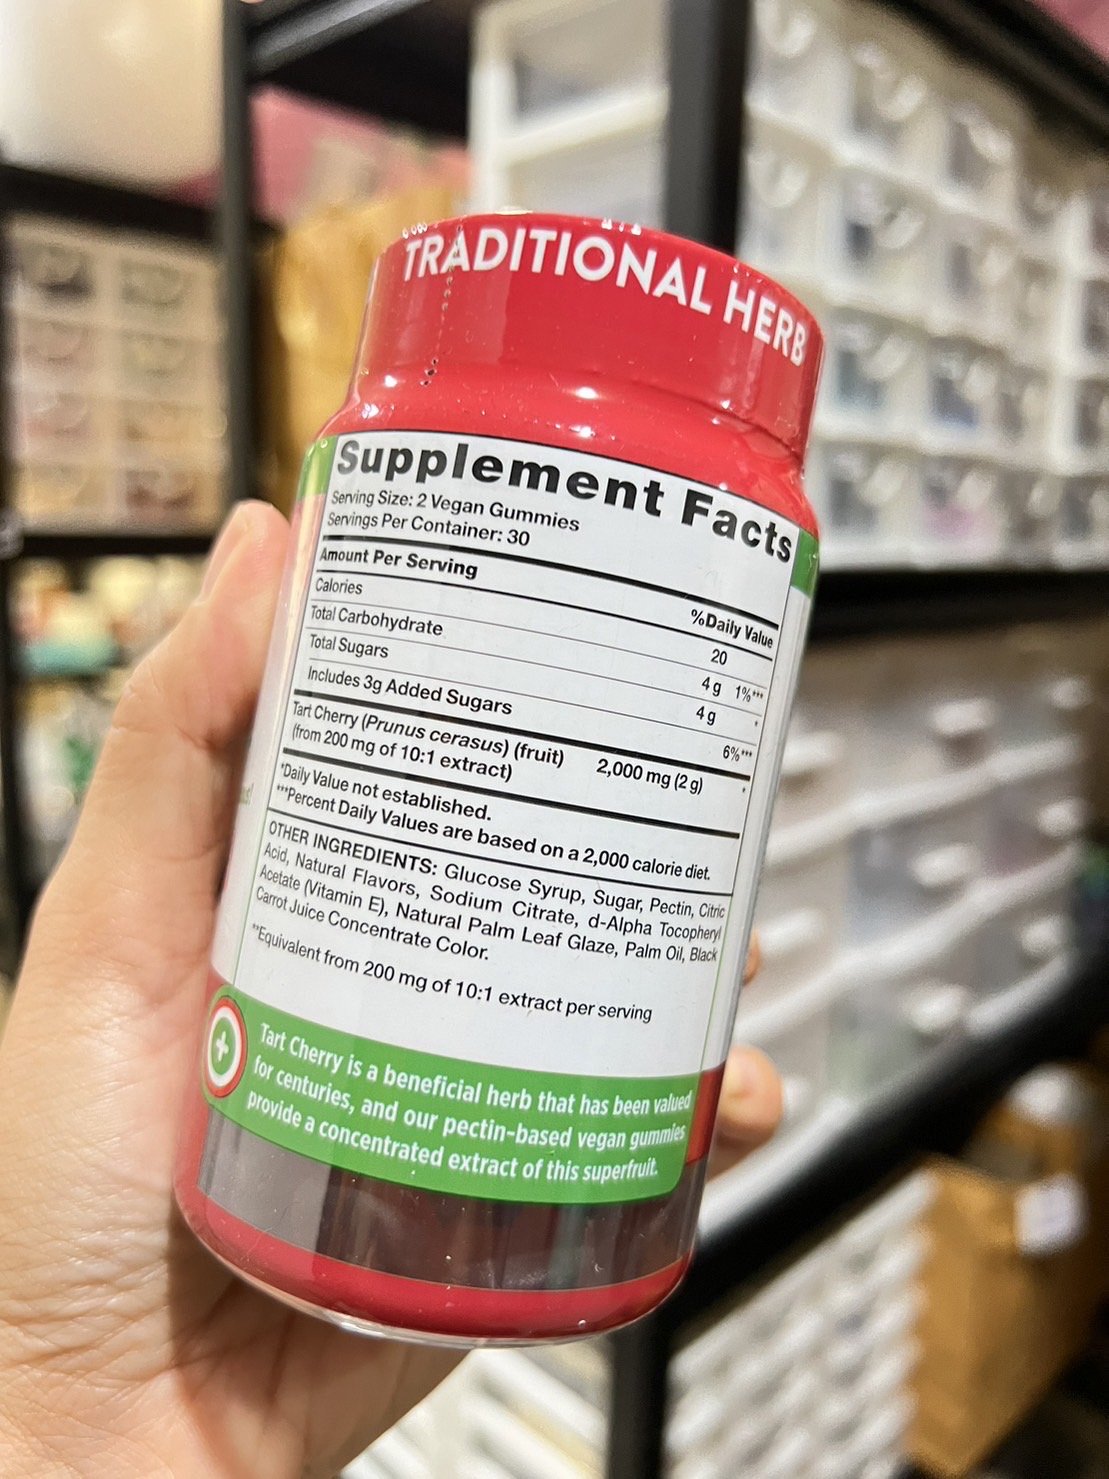 TRADITIONAL HERB
Supplement Facts
Serving Size: 2 Vegan Gummies
Servings Per Container: 30
Amount Per Serving
%Daily Value
Calories 20
Total Carbohydrate 4 g 1%***
Total Sugars 4 g *
Includes 3g Added Sugars 6%***
Tart Cherry (Prunus cerasus) (fruit) 2,000 mg (2 g) *
(from 200 mg of 10:1 extract)
*Daily Value not established.
***Percent Daily Values are based on a 2,000 calorie diet.
OTHER INGREDIENTS: Glucose Syrup, Sugar, Pectin, Citric
Acid, Natural Flavors, Sodium Citrate, d-Alpha Tocopheryl
Acetate (Vitamin E), Natural Palm Leaf Glaze, Palm Oil, Black
Carrot Juice Concentrate Color.
**Equivalent from 200 mg of 10:1 extract per serving
Tart Cherry is a beneficial herb that has been valued
for centuries, and our pectin-based vegan gummies
provide a concentrated extract of this superfruit.